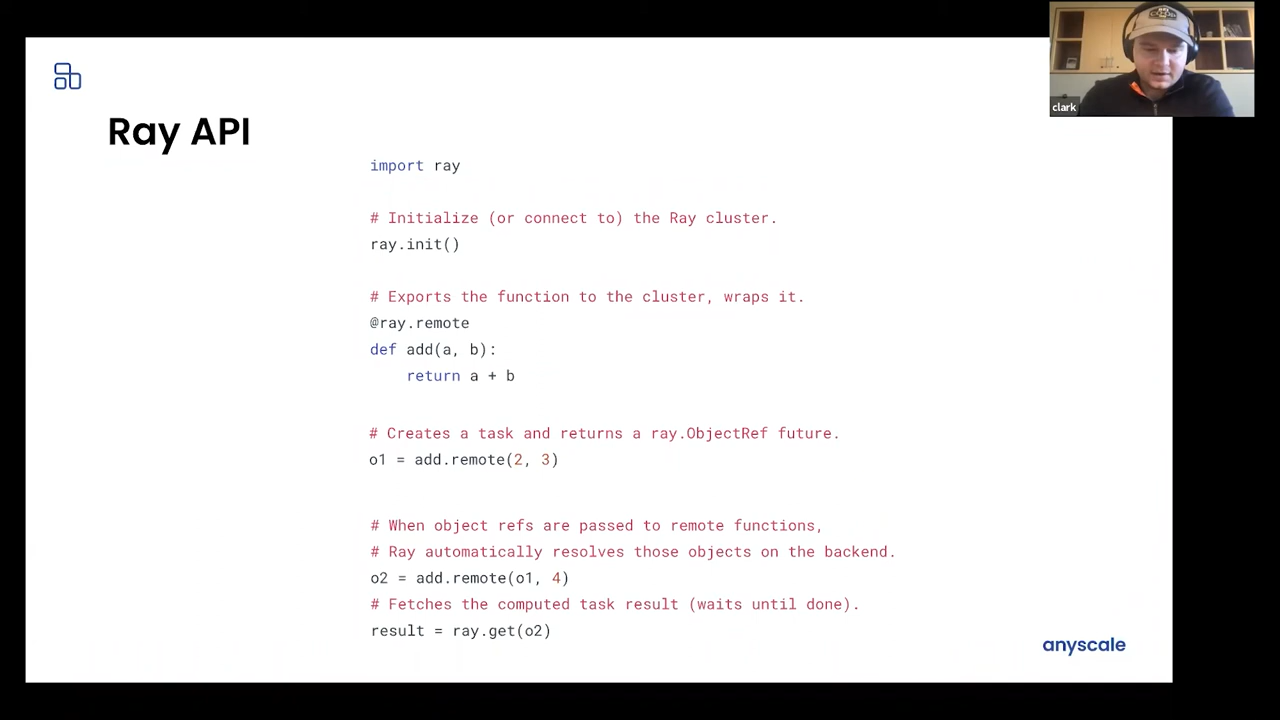 clark
Ray API
import ray
# Initialize (or connect to) the Ray cluster.
ray.init()
# Exports the function to the cluster, wraps it.
@ray.remote
def add(a, b):
    return a + b
# Creates a task and returns a ray.ObjectRef future.
o1 = add.remote(2, 3)
# When object refs are passed to remote functions,
# Ray automatically resolves those objects on the backend.
o2 = add.remote(o1, 4)
# Fetches the computed task result (waits until done).
result = ray.get(o2)
anyscale